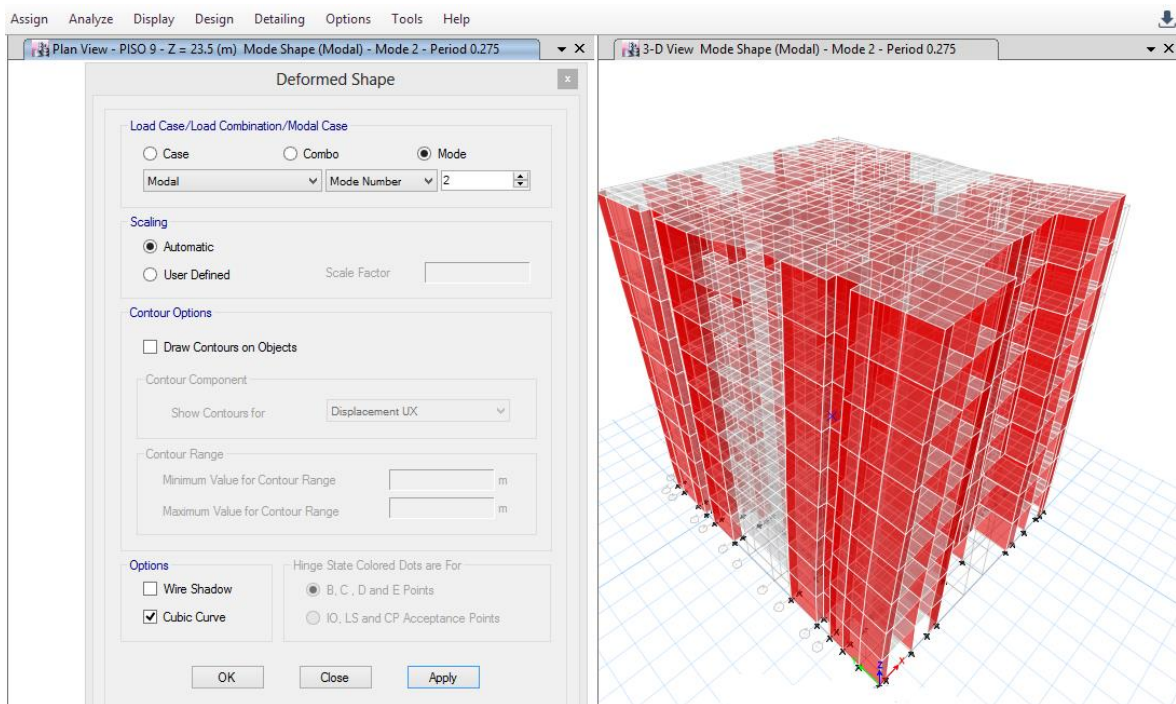 Assign Analyze Display Design Detailing Options Tools Help
Plan View - PISO 9 - Z = 23.5 (m) Mode Shape (Modal) - Mode 2 - Period 0.275
3-D View Mode Shape (Modal) - Mode 2 - Period 0.275
Deformed Shape
Load Case/Load Combination/Modal Case
Case Combo Mode
Modal Mode Number 2
Scaling
Automatic
User Defined Scale Factor
Contour Options
Draw Contours on Objects
Contour Component
Show Contours for Displacement UX
Contour Range
Minimum Value for Contour Range m
Maximum Value for Contour Range m
Options Hinge State Colored Dots are For
Wire Shadow B, C , D and E Points
Cubic Curve IO, LS and CP Acceptance Points
OK Close Apply
Z X